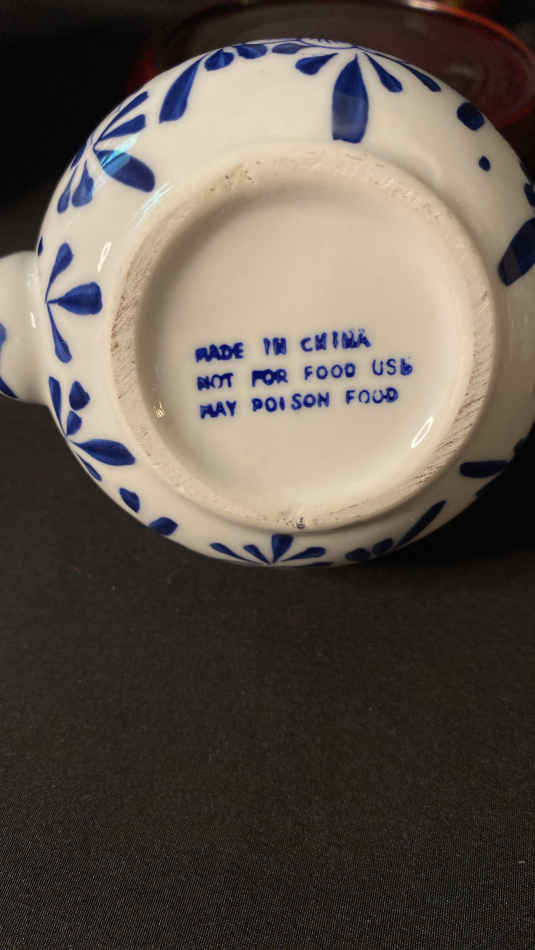 MADE IN CHINA
NOT FOR FOOD USE
MAY POISON FOOD